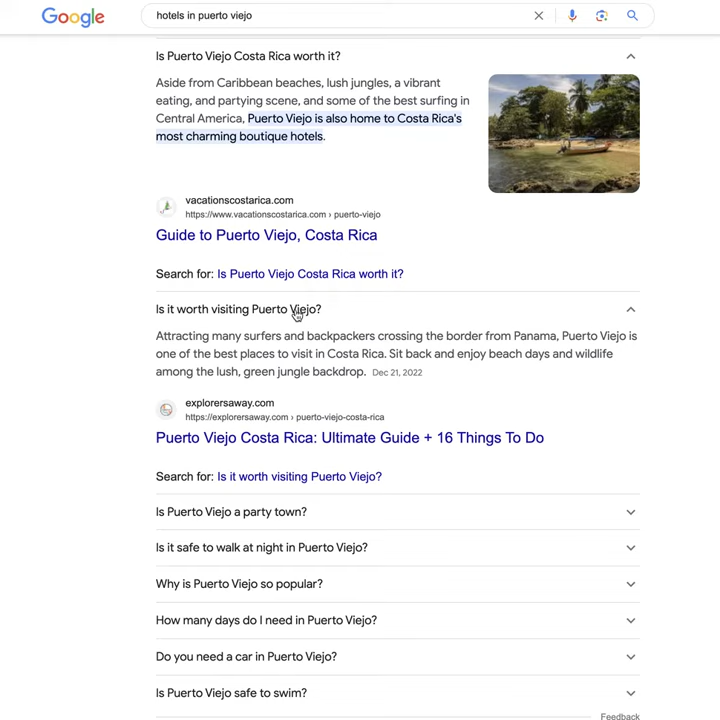 Google
hotels in puerto viejo
Is Puerto Viejo Costa Rica worth it?
Aside from Caribbean beaches, lush jungles, a vibrant
eating, and partying scene, and some of the best surfing in
Central America, Puerto Viejo is also home to Costa Rica's
most charming boutique hotels.
vacationscostarica.com
https://www.vacationscostarica.com › puerto-viejo
Guide to Puerto Viejo, Costa Rica
Search for: Is Puerto Viejo Costa Rica worth it?
Is it worth visiting Puerto Viejo?
Attracting many surfers and backpackers crossing the border from Panama, Puerto Viejo is
one of the best places to visit in Costa Rica. Sit back and enjoy beach days and wildlife
among the lush, green jungle backdrop. Dec 21, 2022
explorersaway.com
https://explorersaway.com › puerto-viejo-costa-rica
Puerto Viejo Costa Rica: Ultimate Guide + 16 Things To Do
Search for: Is it worth visiting Puerto Viejo?
Is Puerto Viejo a party town?
Is it safe to walk at night in Puerto Viejo?
Why is Puerto Viejo so popular?
How many days do I need in Puerto Viejo?
Do you need a car in Puerto Viejo?
Is Puerto Viejo safe to swim?
Feedback